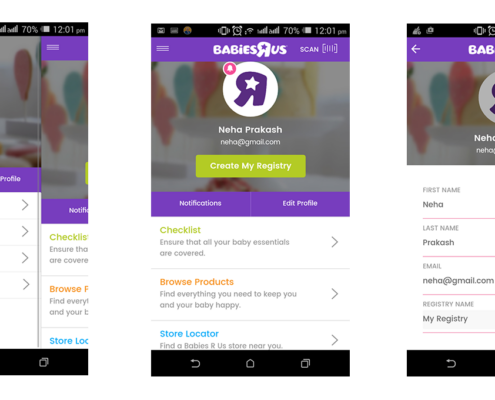 70% 12:01 pm
Profile
Notifi
Checklis
Ensure tha
are covere
Browse P
Find everyt
and your b
Store Loc
70% 12:01 pm
BABIESRUS SCAN
Neha Prakash
neha@gmail.com
Create My Registry
Notifications Edit Profile
Checklist
Ensure that all your baby essentials
are covered.
Browse Products
Find everything you need to keep you
and your baby happy.
Store Locator
Find a Babies R Us store near you.
BABI
Neha
neha
FIRST NAME
Neha
LAST NAME
Prakash
EMAIL
neha@gmail.com
REGISTRY NAME
My Registry